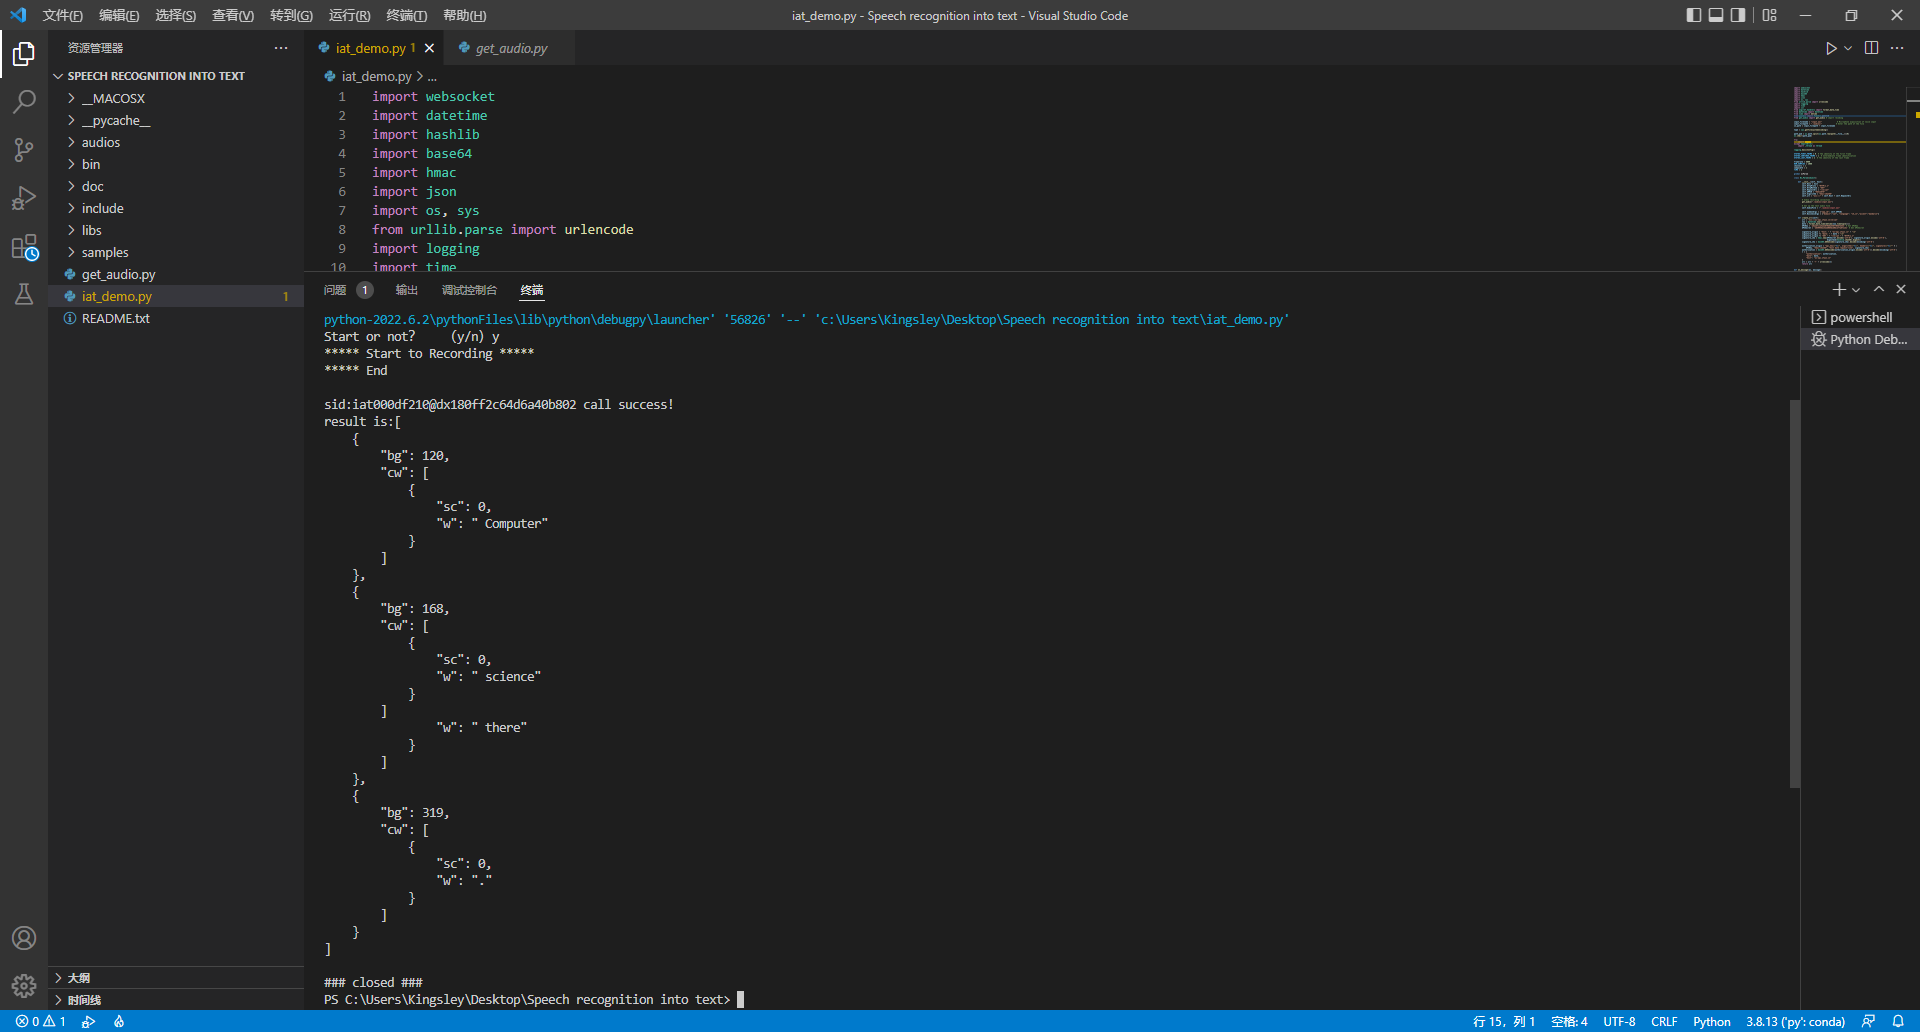 文件(F) 编辑(E) 选择(S) 查看(V) 转到(G) 运行(R) 终端(T) 帮助(H)
iat_demo.py - Speech recognition into text - Visual Studio Code
资源管理器
SPEECH RECOGNITION INTO TEXT
__MACOSX
__pycache__
audios
bin
doc
include
libs
samples
get_audio.py
iat_demo.py 1
README.txt
大纲
时间线
iat_demo.py 1
get_audio.py
iat_demo.py > ...
1 import websocket
2 import datetime
3 import hashlib
4 import base64
5 import hmac
6 import json
7 import os, sys
8 from urllib.parse import urlencode
9 import logging
10 import time
问题 1 输出 调试控制台 终端
python-2022.6.2\pythonFiles\lib\python\debugpy\launcher' '56826' '--' 'c:\Users\Kingsley\Desktop\Speech recognition into text\iat_demo.py'
Start or not? (y/n) y
***** Start to Recording *****
***** End
sid:iat000df210@dx180ff2c64d6a40b802 call success!
result is:[
{
"bg": 120,
"cw": [
{
"sc": 0,
"w": " Computer"
}
]
},
{
"bg": 168,
"cw": [
{
"sc": 0,
"w": " science"
}
]
"w": " there"
}
]
},
{
"bg": 319,
"cw": [
{
"sc": 0,
"w": "."
}
]
}
]
### closed ###
PS C:\Users\Kingsley\Desktop\Speech recognition into text>
powershell
Python Deb...
0 1
行 15, 列 1 空格: 4 UTF-8 CRLF Python 3.8.13 ('py': conda)